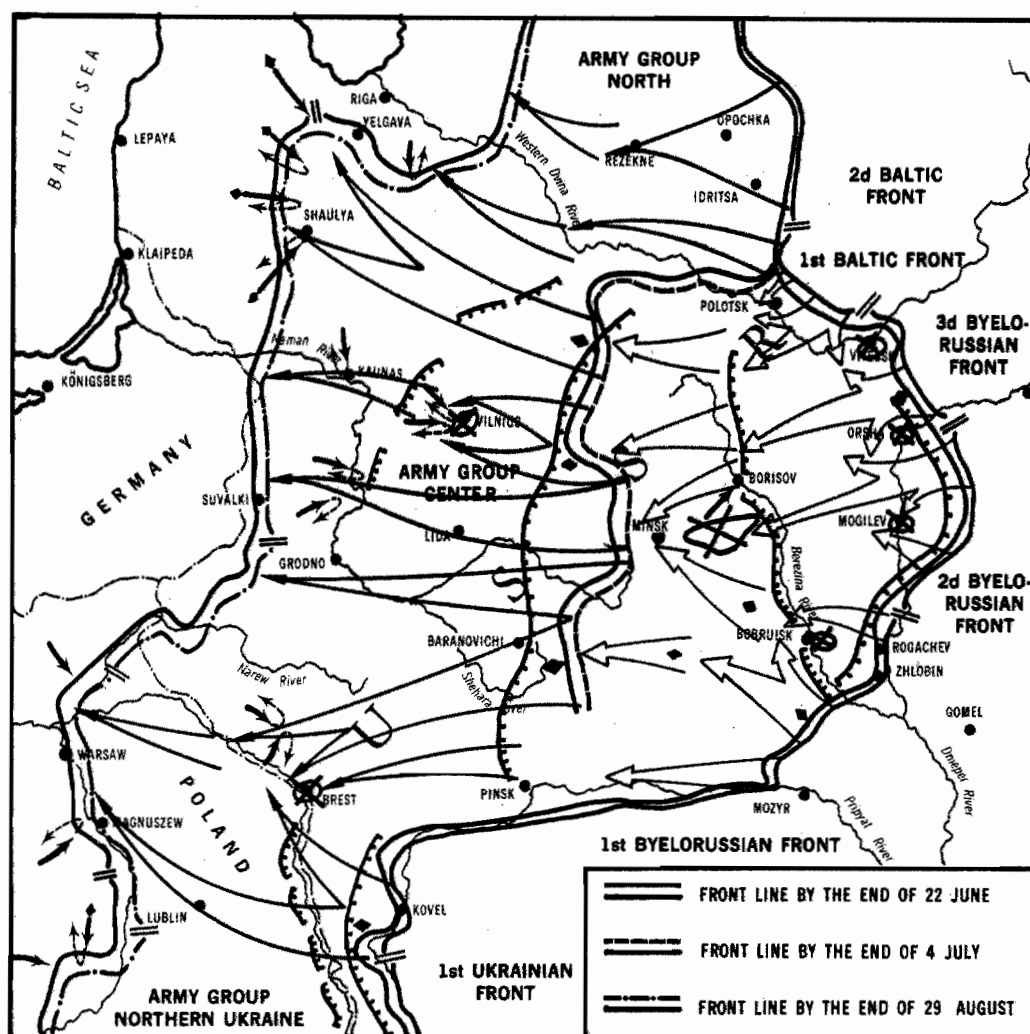 ARMY GROUP
NORTH
BALTIC SEA
RIGA
YELGAVA
LEPAYA
OPOCHKA
REZEKNE
Western Dvina River
IDRITSA
2d BALTIC
FRONT
SHAULYA
KLAIPEDA
1st BALTIC FRONT
POLOTSK
3d BYELO-
RUSSIAN
FRONT
Neman River
KAUNAS
KÖNIGSBERG
VILNIUS
ORSHA
GERMANY
ARMY GROUP
CENTER
BORISOV
SUVALKI
MINSK
MOGILEV
LIDA
GRODNO
Berezina River
2d BYELO-
RUSSIAN
FRONT
BARANOVICHI
BOBRUISK
ROGACHEV
ZHLOBIN
Narew River
Shehara River
GOMEL
WARSAW
Dnieper River
POLAND
BREST
PINSK
MOZYR
Pripyat River
MAGNUSZEW
1st BYELORUSSIAN FRONT
LUBLIN
KOVEL
FRONT LINE BY THE END OF 22 JUNE
FRONT LINE BY THE END OF 4 JULY
FRONT LINE BY THE END OF 29 AUGUST
1st UKRAINIAN
FRONT
ARMY GROUP
NORTHERN UKRAINE